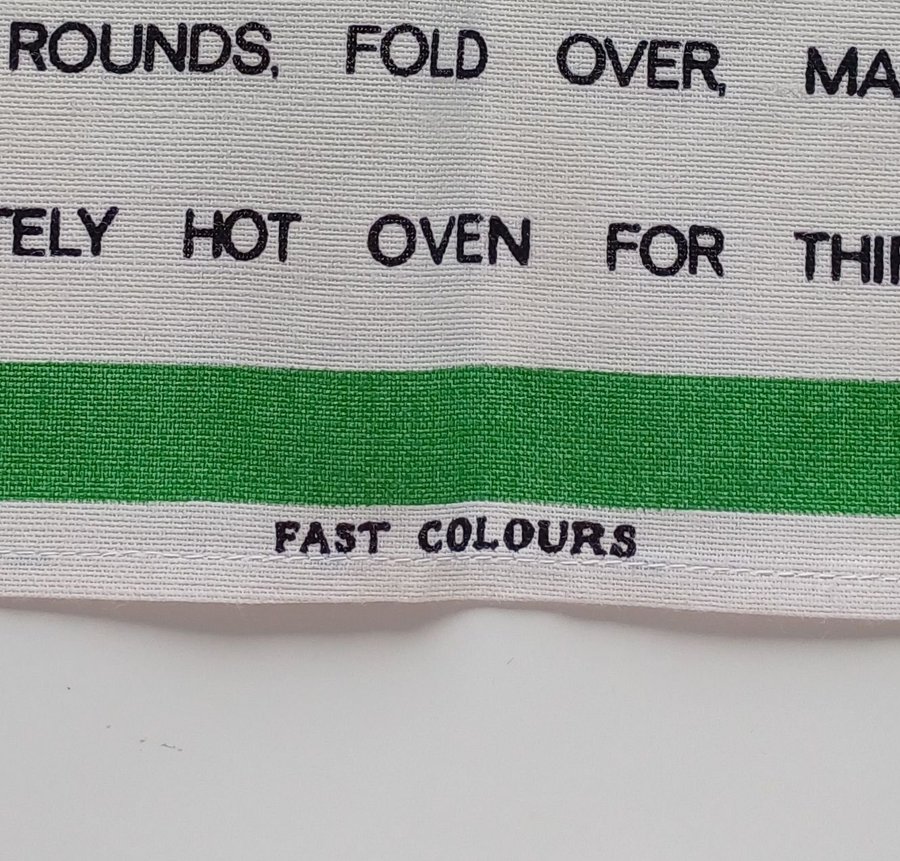 ROUNDS, FOLD OVER, MA
TELY HOT OVEN FOR THI
FAST COLOURS